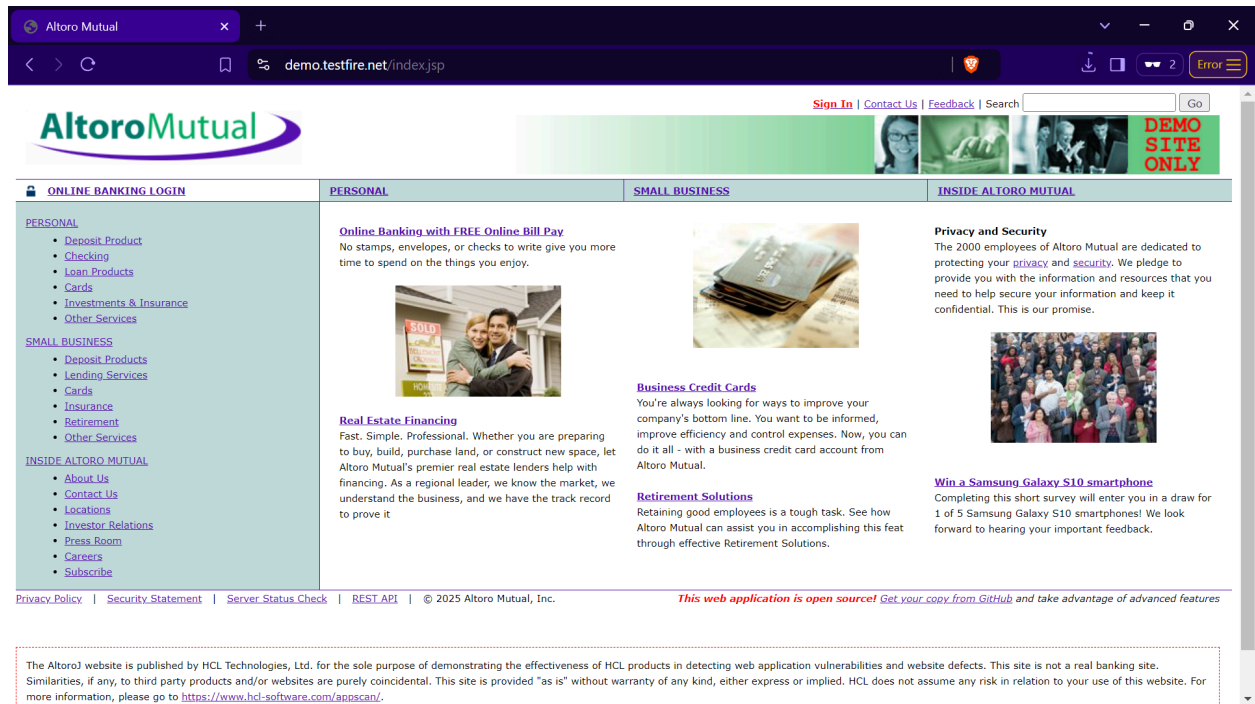 Altoro Mutual
demo.testfire.net/index.jsp
2
Error
Sign In | Contact Us | Feedback | Search
Go
AltoroMutual
DEMO
SITE
ONLY
ONLINE BANKING LOGIN
PERSONAL
SMALL BUSINESS
INSIDE ALTORO MUTUAL
PERSONAL
Deposit Product
Checking
Loan Products
Cards
Investments & Insurance
Other Services
SMALL BUSINESS
Deposit Products
Lending Services
Cards
Insurance
Retirement
Other Services
INSIDE ALTORO MUTUAL
About Us
Contact Us
Locations
Investor Relations
Press Room
Careers
Subscribe
Online Banking with FREE Online Bill Pay
No stamps, envelopes, or checks to write give you more
time to spend on the things you enjoy.
SOLD
Real Estate Financing
Fast. Simple. Professional. Whether you are preparing
to buy, build, purchase land, or construct new space, let
Altoro Mutual's premier real estate lenders help with
financing. As a regional leader, we know the market, we
understand the business, and we have the track record
to prove it
Business Credit Cards
You're always looking for ways to improve your
company's bottom line. You want to be informed,
improve efficiency and control expenses. Now, you can
do it all - with a business credit card account from
Altoro Mutual.
Retirement Solutions
Retaining good employees is a tough task. See how
Altoro Mutual can assist you in accomplishing this feat
through effective Retirement Solutions.
Privacy and Security
The 2000 employees of Altoro Mutual are dedicated to
protecting your privacy and security. We pledge to
provide you with the information and resources that you
need to help secure your information and keep it
confidential. This is our promise.
Win a Samsung Galaxy S10 smartphone
Completing this short survey will enter you in a draw for
1 of 5 Samsung Galaxy S10 smartphones! We look
forward to hearing your important feedback.
Privacy Policy | Security Statement | Server Status Check | REST API | © 2025 Altoro Mutual, Inc.
This web application is open source! Get your copy from GitHub and take advantage of advanced features
The AltoroJ website is published by HCL Technologies, Ltd. for the sole purpose of demonstrating the effectiveness of HCL products in detecting web application vulnerabilities and website defects. This site is not a real banking site.
Similarities, if any, to third party products and/or websites are purely coincidental. This site is provided "as is" without warranty of any kind, either express or implied. HCL does not assume any risk in relation to your use of this website. For
more information, please go to https://www.hcl-software.com/appscan/.